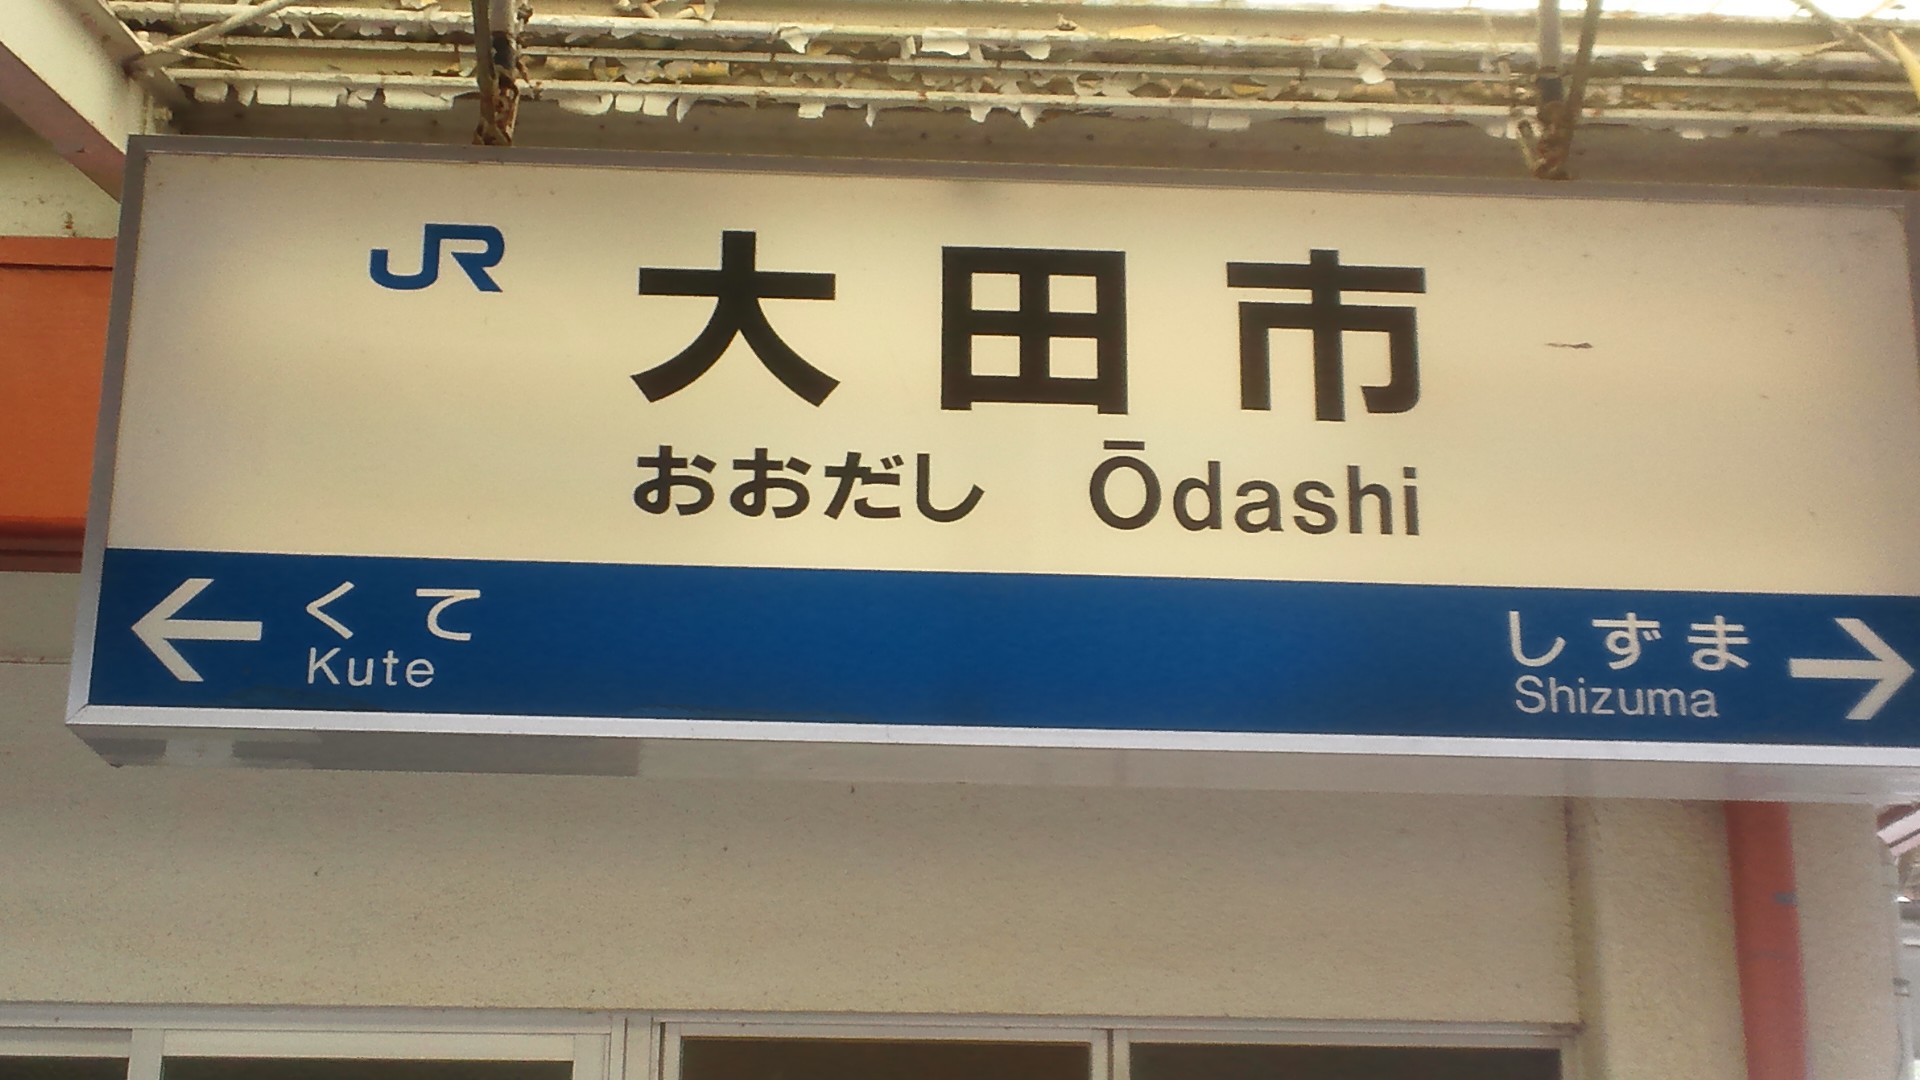 JR 大田市
おおだし Ōdashi
← くて
Kute
しずま →
Shizuma